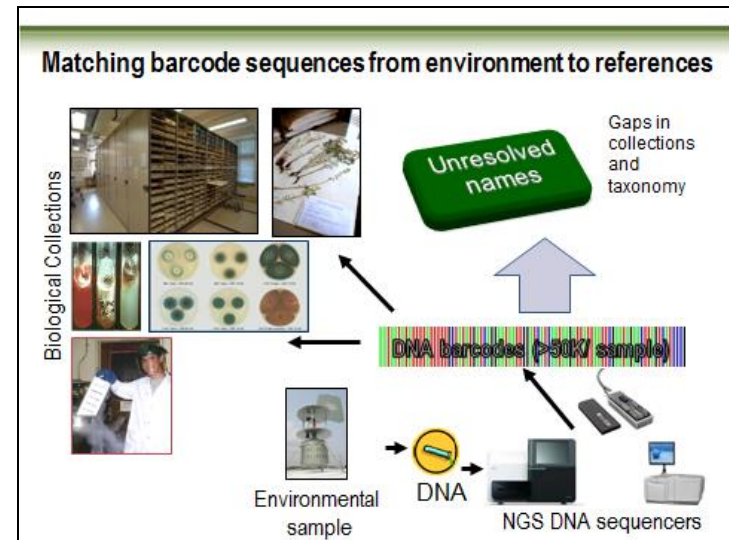 Matching barcode sequences from environment to references
Biological Collections
Unresolved
names
Gaps in
collections
and
taxonomy
DNA barcodes (>50K/ sample)
Environmental
sample
DNA
NGS DNA sequencers